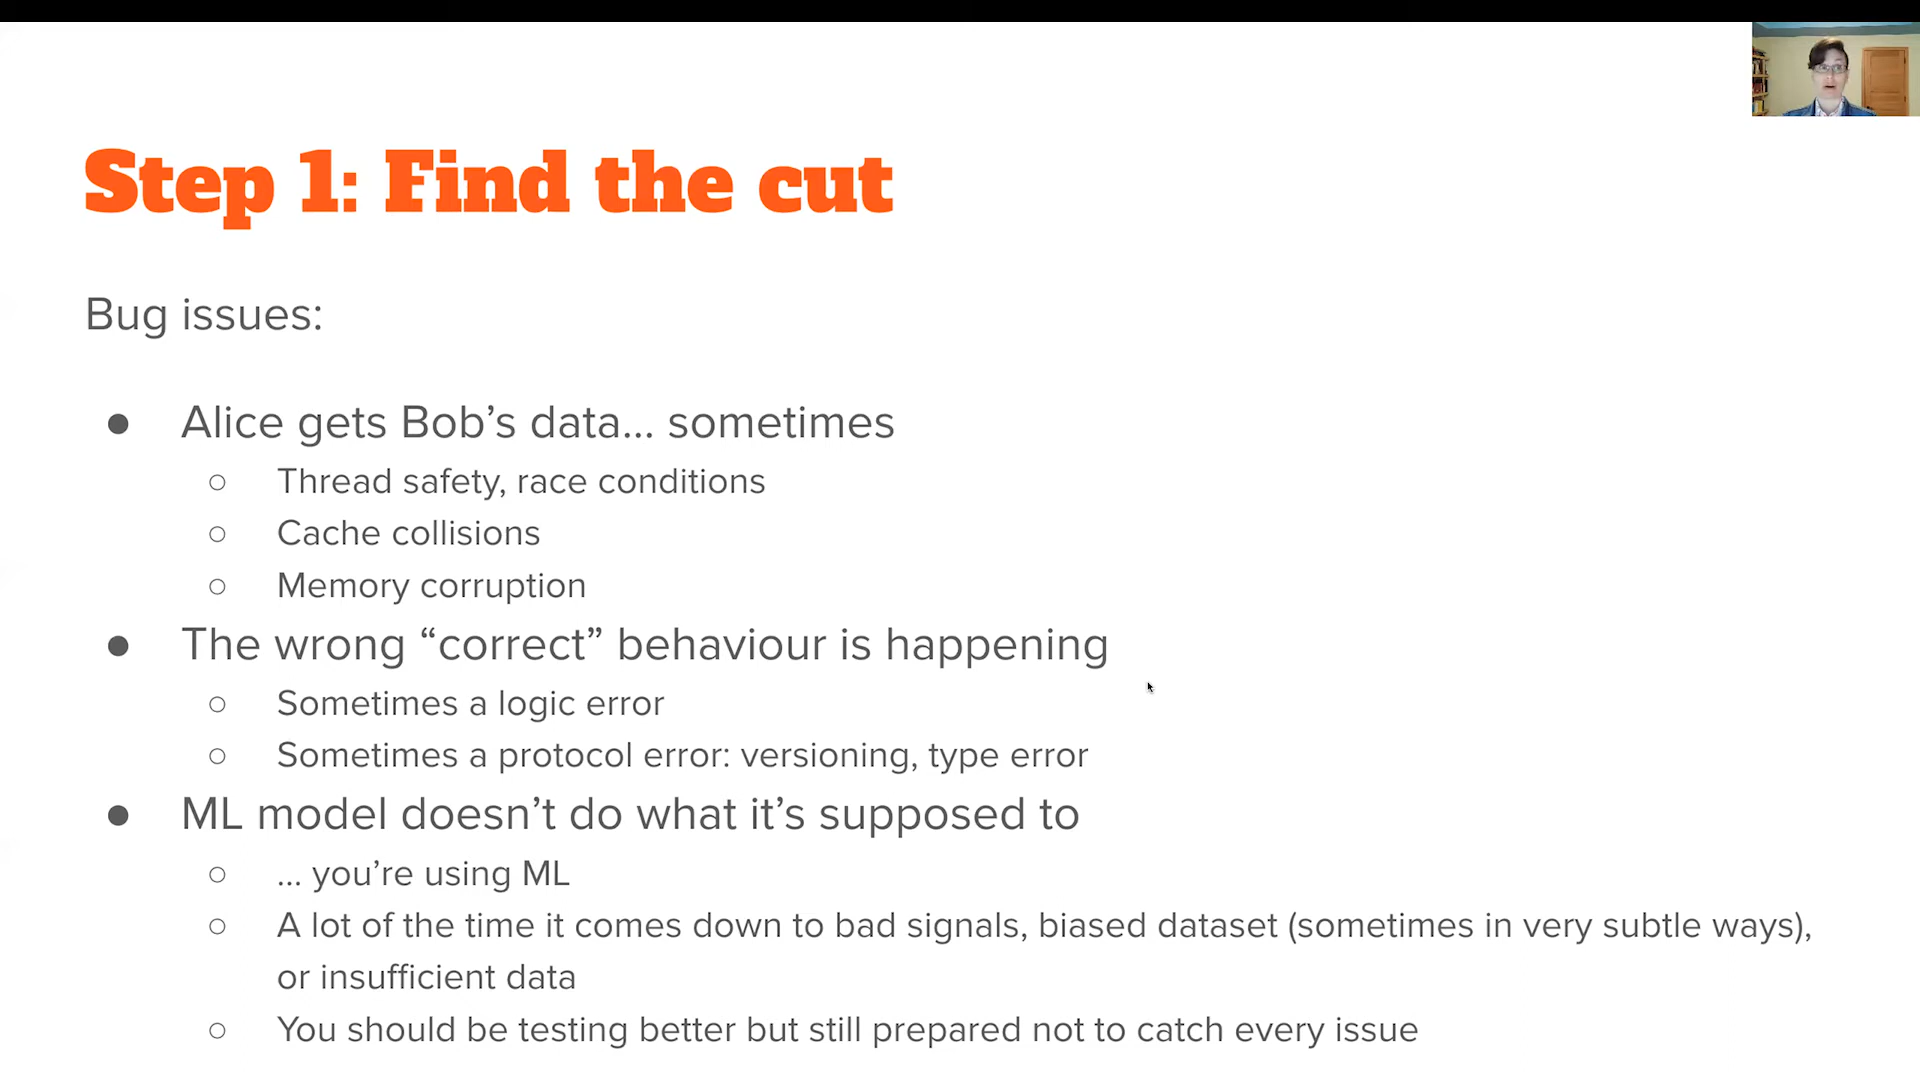 Step 1: Find the cut
Bug issues:
● Alice gets Bob’s data... sometimes
○ Thread safety, race conditions
○ Cache collisions
○ Memory corruption
● The wrong “correct” behaviour is happening
○ Sometimes a logic error
○ Sometimes a protocol error: versioning, type error
● ML model doesn’t do what it’s supposed to
○ ... you’re using ML
○ A lot of the time it comes down to bad signals, biased dataset (sometimes in very subtle ways),
or insufficient data
○ You should be testing better but still prepared not to catch every issue